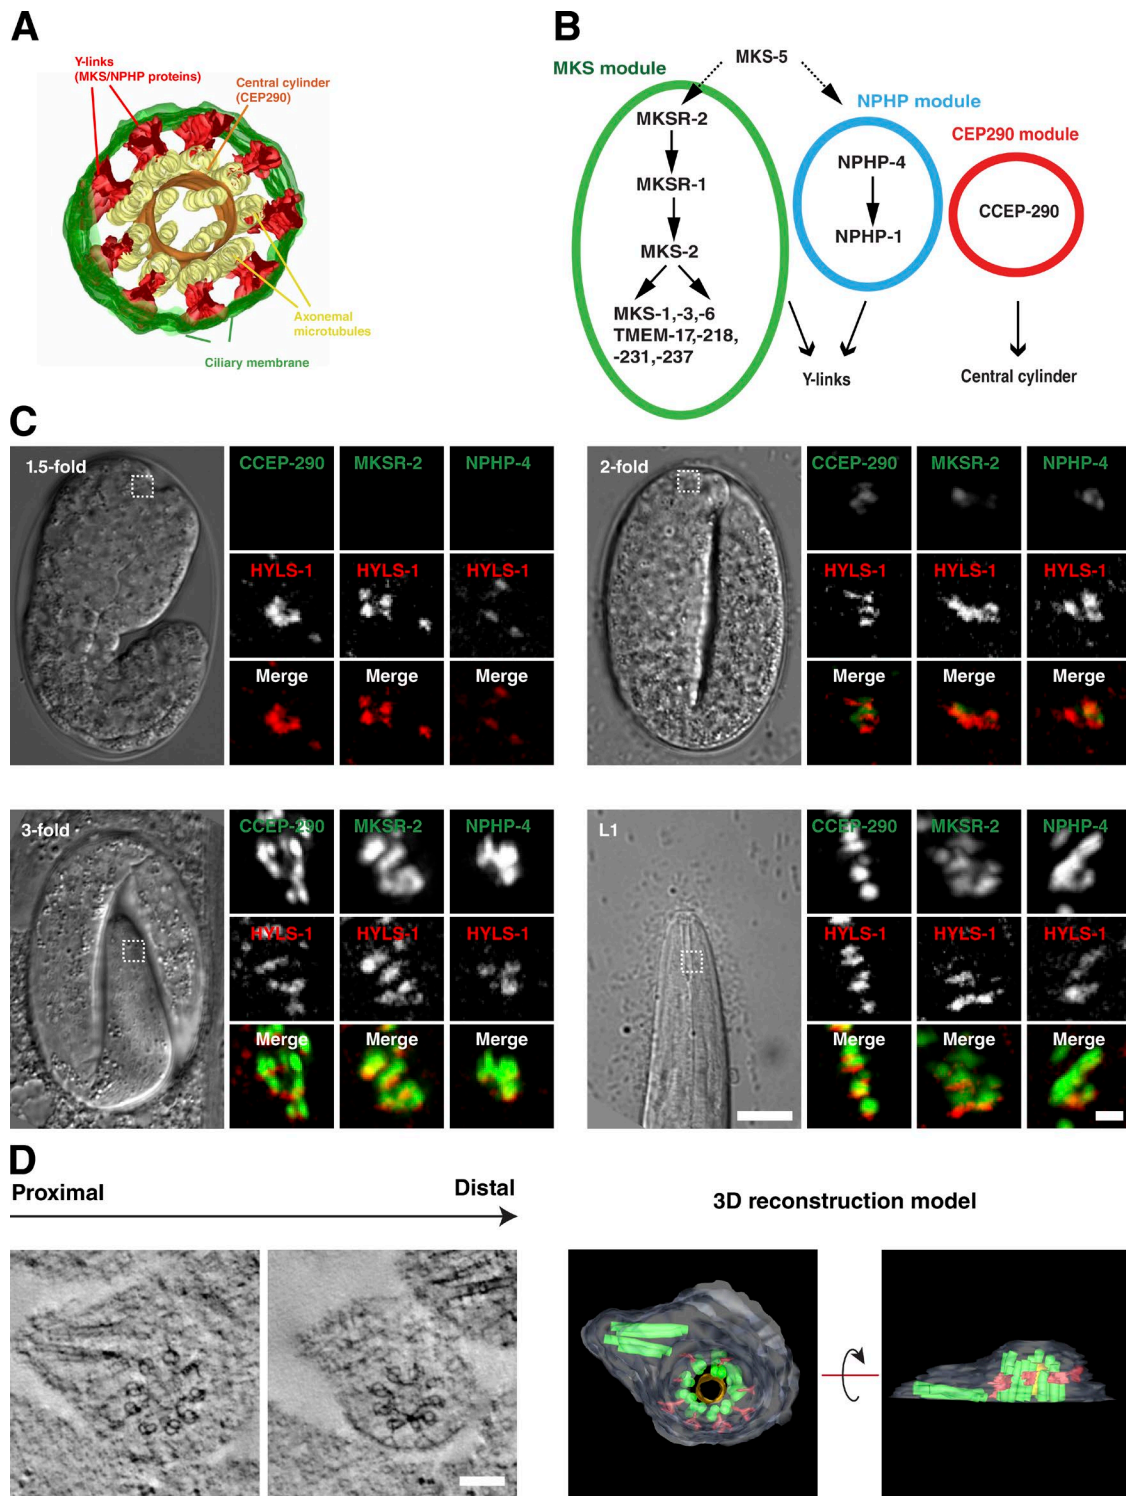 A
Y-links
(MKS/NPHP proteins)
Central cylinder
(CEP290)
Axonemal
microtubules
Ciliary membrane
B
MKS-5
MKS module
NPHP module
CEP290 module
MKSR-2
MKSR-1
MKS-2
MKS-1,-3,-6
TMEM-17,-218,
-231,-237
NPHP-4
NPHP-1
CCEP-290
Y-links
Central cylinder
C
1.5-fold
CCEP-290 MKSR-2 NPHP-4
HYLS-1 HYLS-1 HYLS-1
Merge Merge Merge
2-fold
CCEP-290 MKSR-2 NPHP-4
HYLS-1 HYLS-1 HYLS-1
Merge Merge Merge
3-fold
CCEP-290 MKSR-2 NPHP-4
HYLS-1 HYLS-1 HYLS-1
Merge Merge Merge
L1
CCEP-290 MKSR-2 NPHP-4
HYLS-1 HYLS-1 HYLS-1
Merge Merge Merge
D
Proximal
Distal
3D reconstruction model